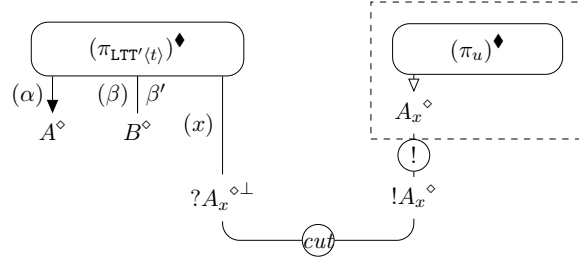 (π_{LTT′⟨t⟩})^♦ (π_u)^♦
(α) (β) β′
A_x^⋄
A^⋄ B^⋄ (x)
!
?A_x^{⋄⊥} !A_x^⋄
cut